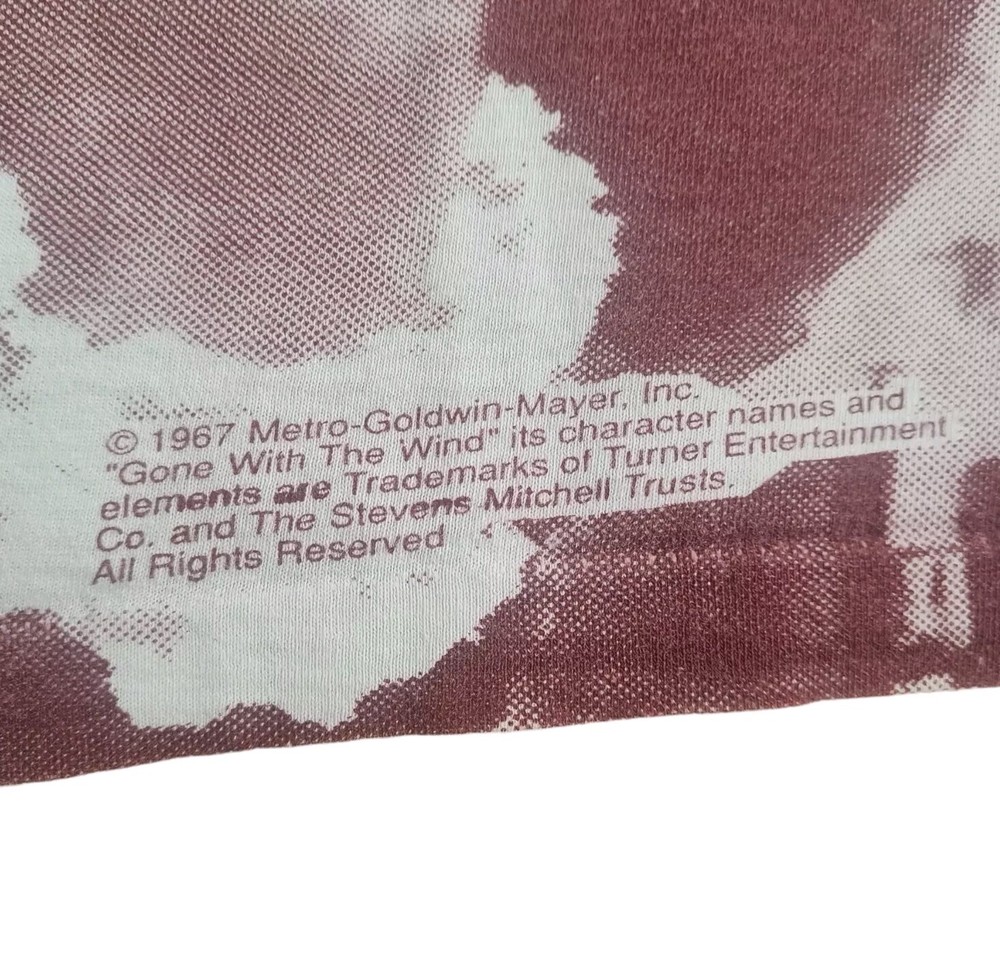 © 1967 Metro-Goldwin-Mayer, Inc.
"Gone With The Wind" its character names and
elements are Trademarks of Turner Entertainment
Co. and The Stevens Mitchell Trusts.
All Rights Reserved